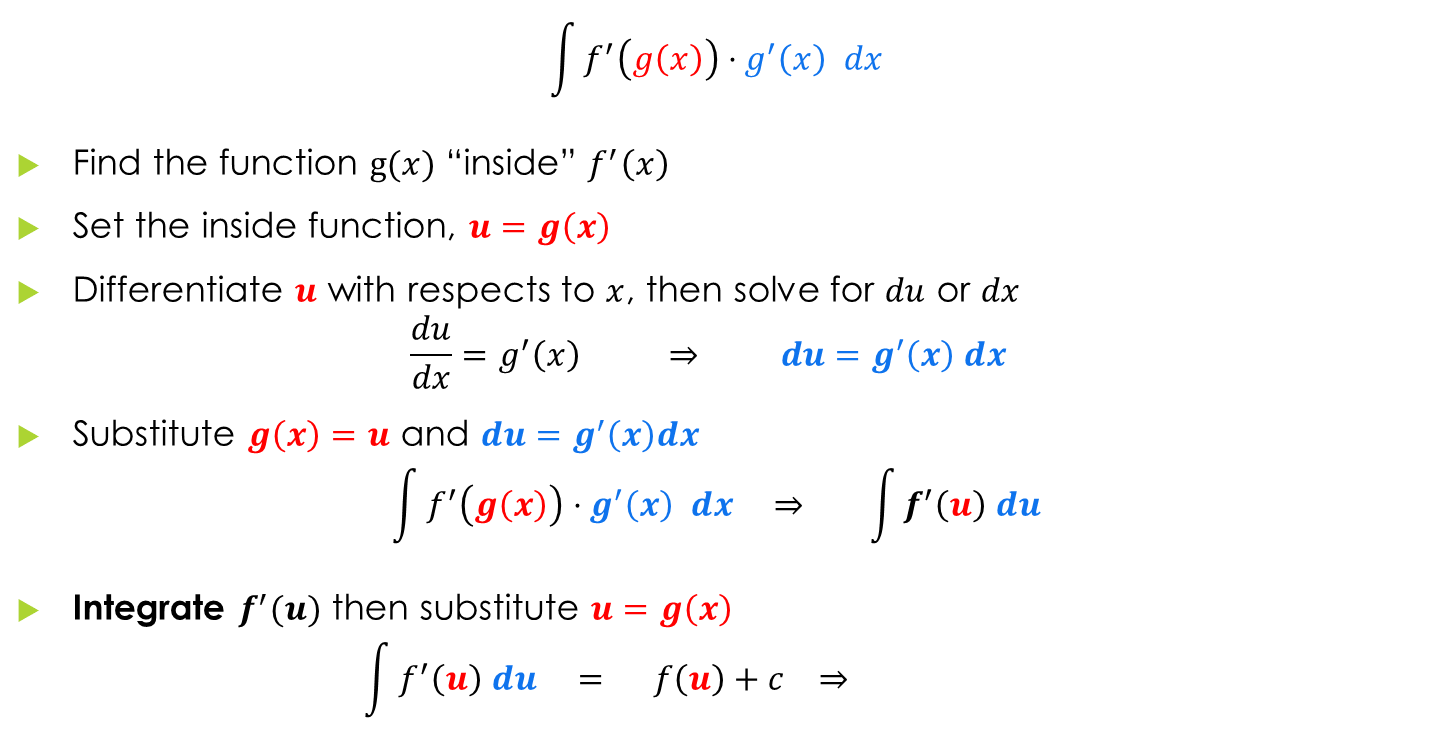 ∫ f′(g(x)) · g′(x) dx
▶ Find the function g(x) “inside” f′(x)
▶ Set the inside function, u = g(x)
▶ Differentiate u with respects to x, then solve for du or dx
du/dx = g′(x) ⇒ du = g′(x) dx
▶ Substitute g(x) = u and du = g′(x)dx
∫ f′(g(x)) · g′(x) dx ⇒ ∫ f′(u) du
▶ Integrate f′(u) then substitute u = g(x)
∫ f′(u) du = f(u) + c ⇒